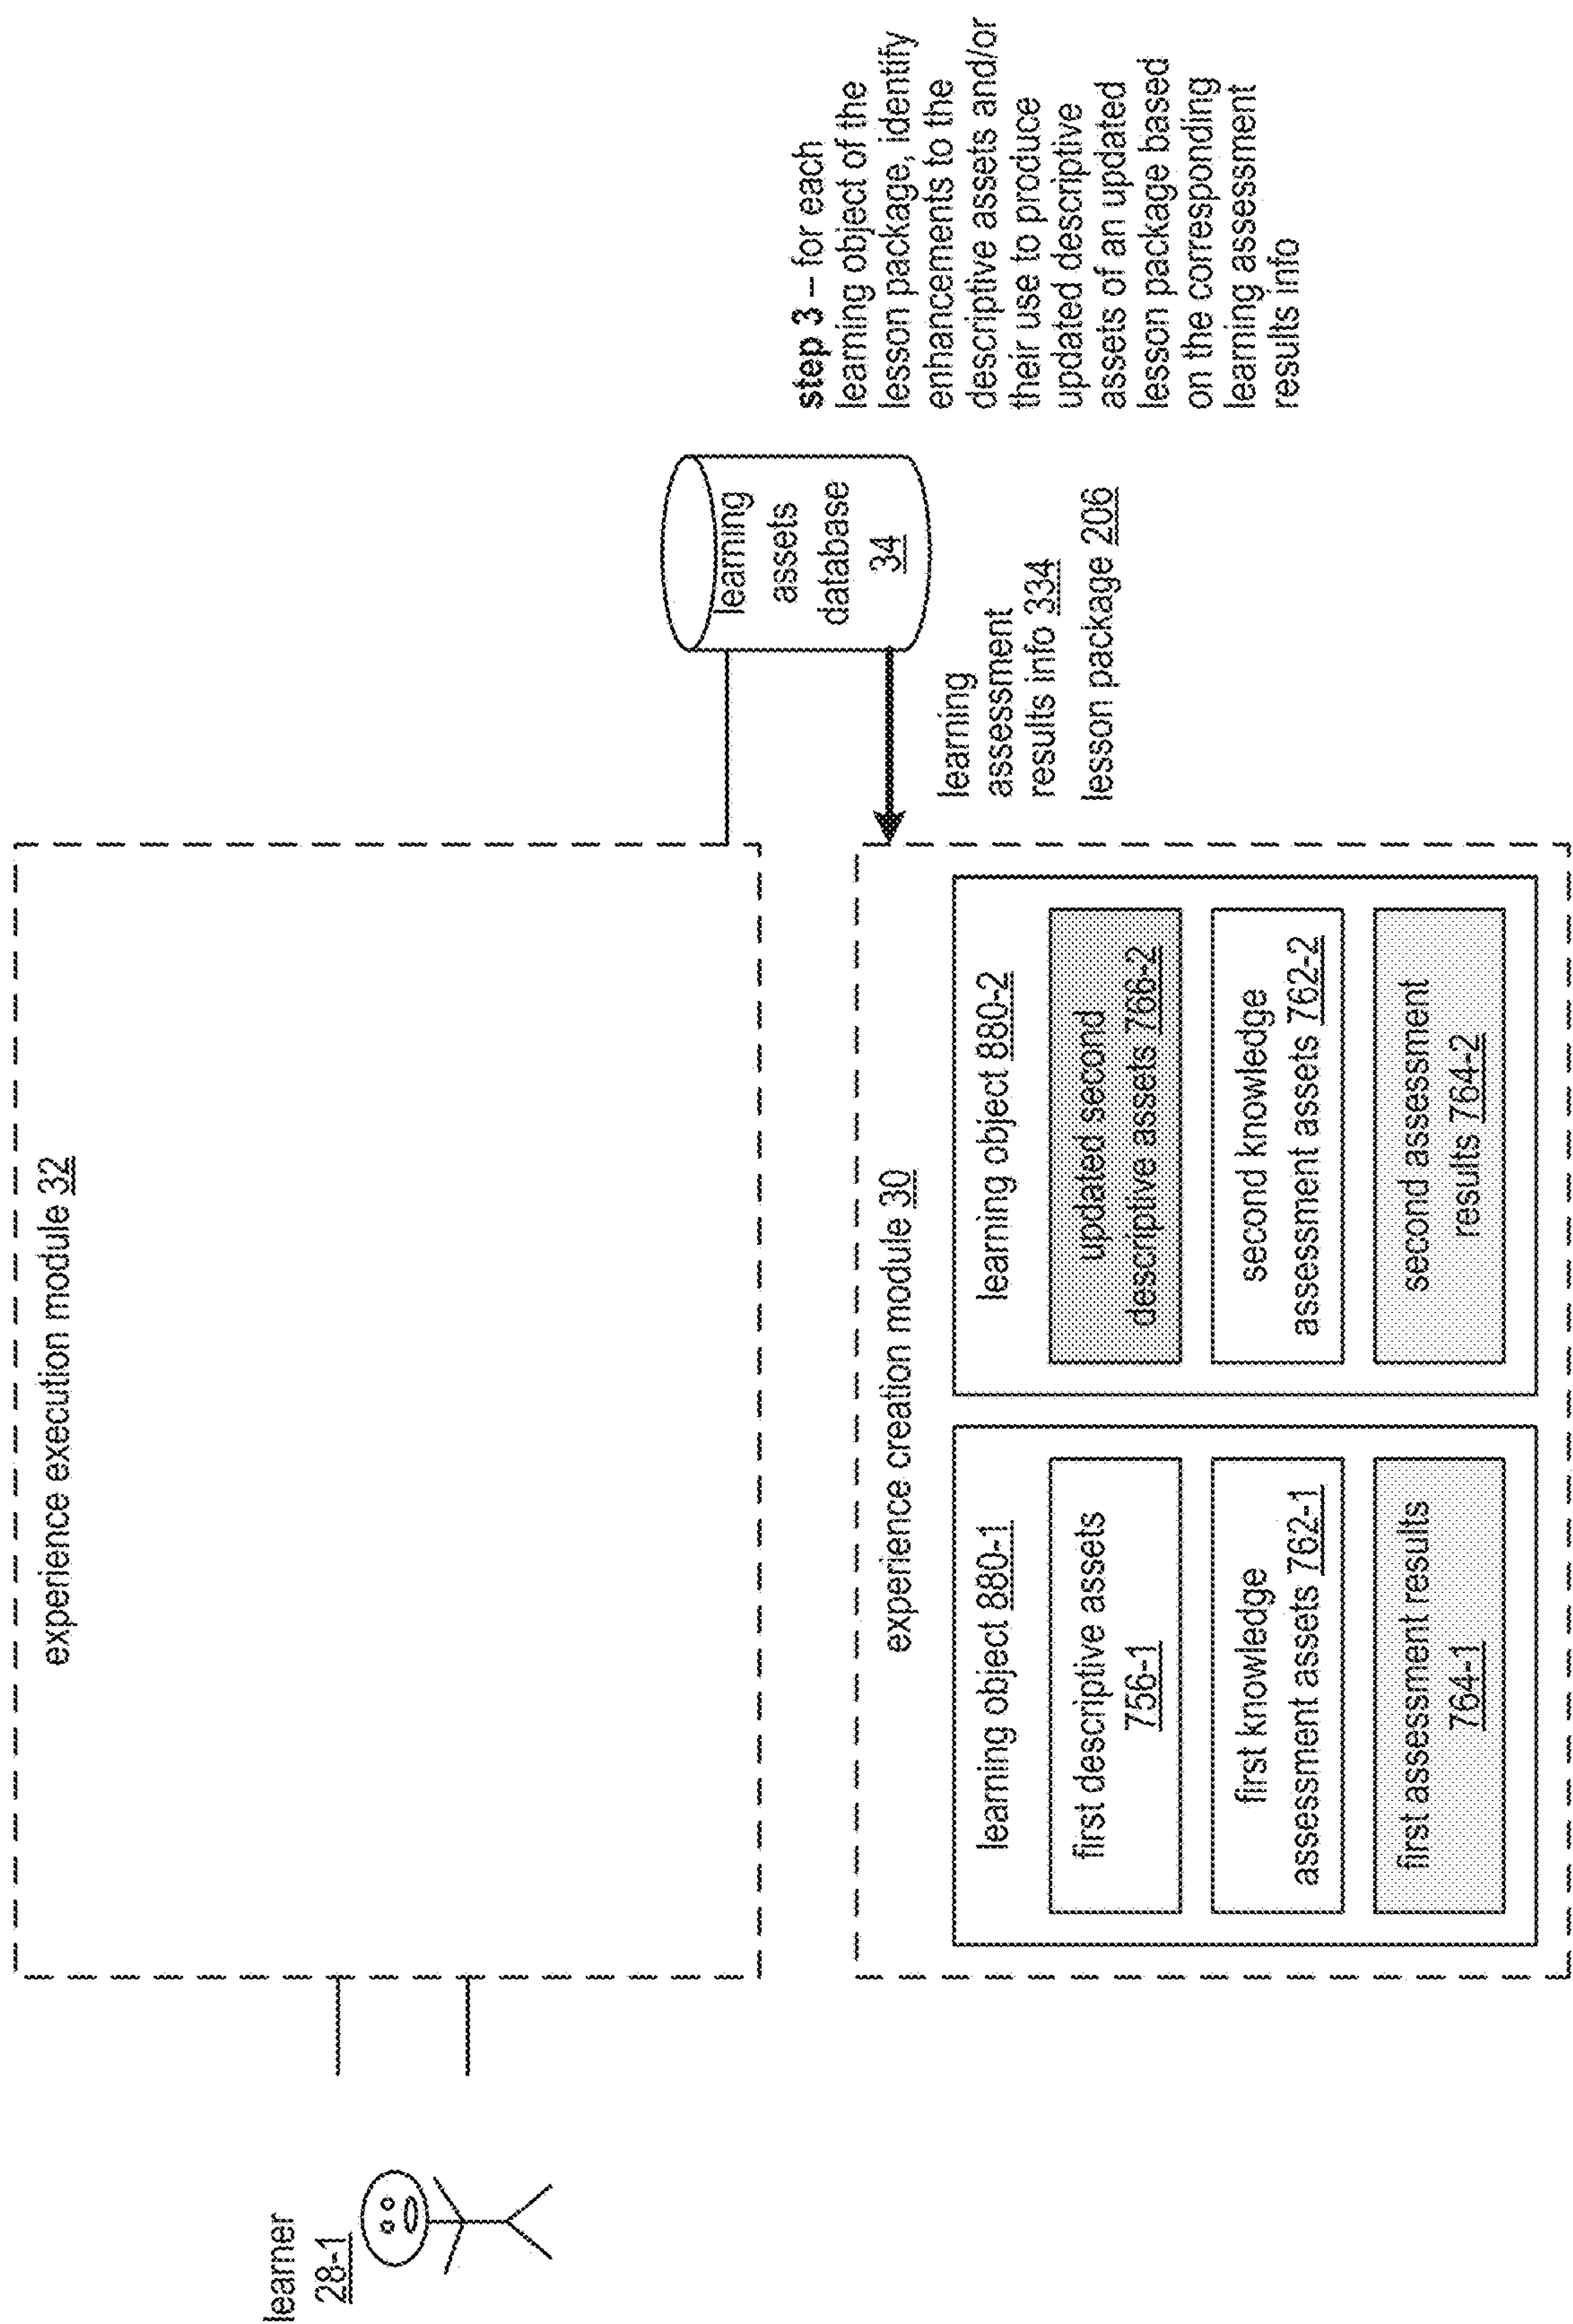 learner
28-1
experience execution module 32
learning
assets
database
34
learning
assessment
results info 334
lesson package 206
step 3 – for each
learning object of the
lesson package, identify
enhancements to the
descriptive assets and/or
their use to produce
updated descriptive
assets of an updated
lesson package based
on the corresponding
learning assessment
results info
experience creation module 30
learning object 880-1
first descriptive assets
756-1
first knowledge
assessment assets 762-1
first assessment results
764-1
learning object 880-2
updated second
descriptive assets 766-2
second knowledge
assessment assets 762-2
second assessment
results 764-2